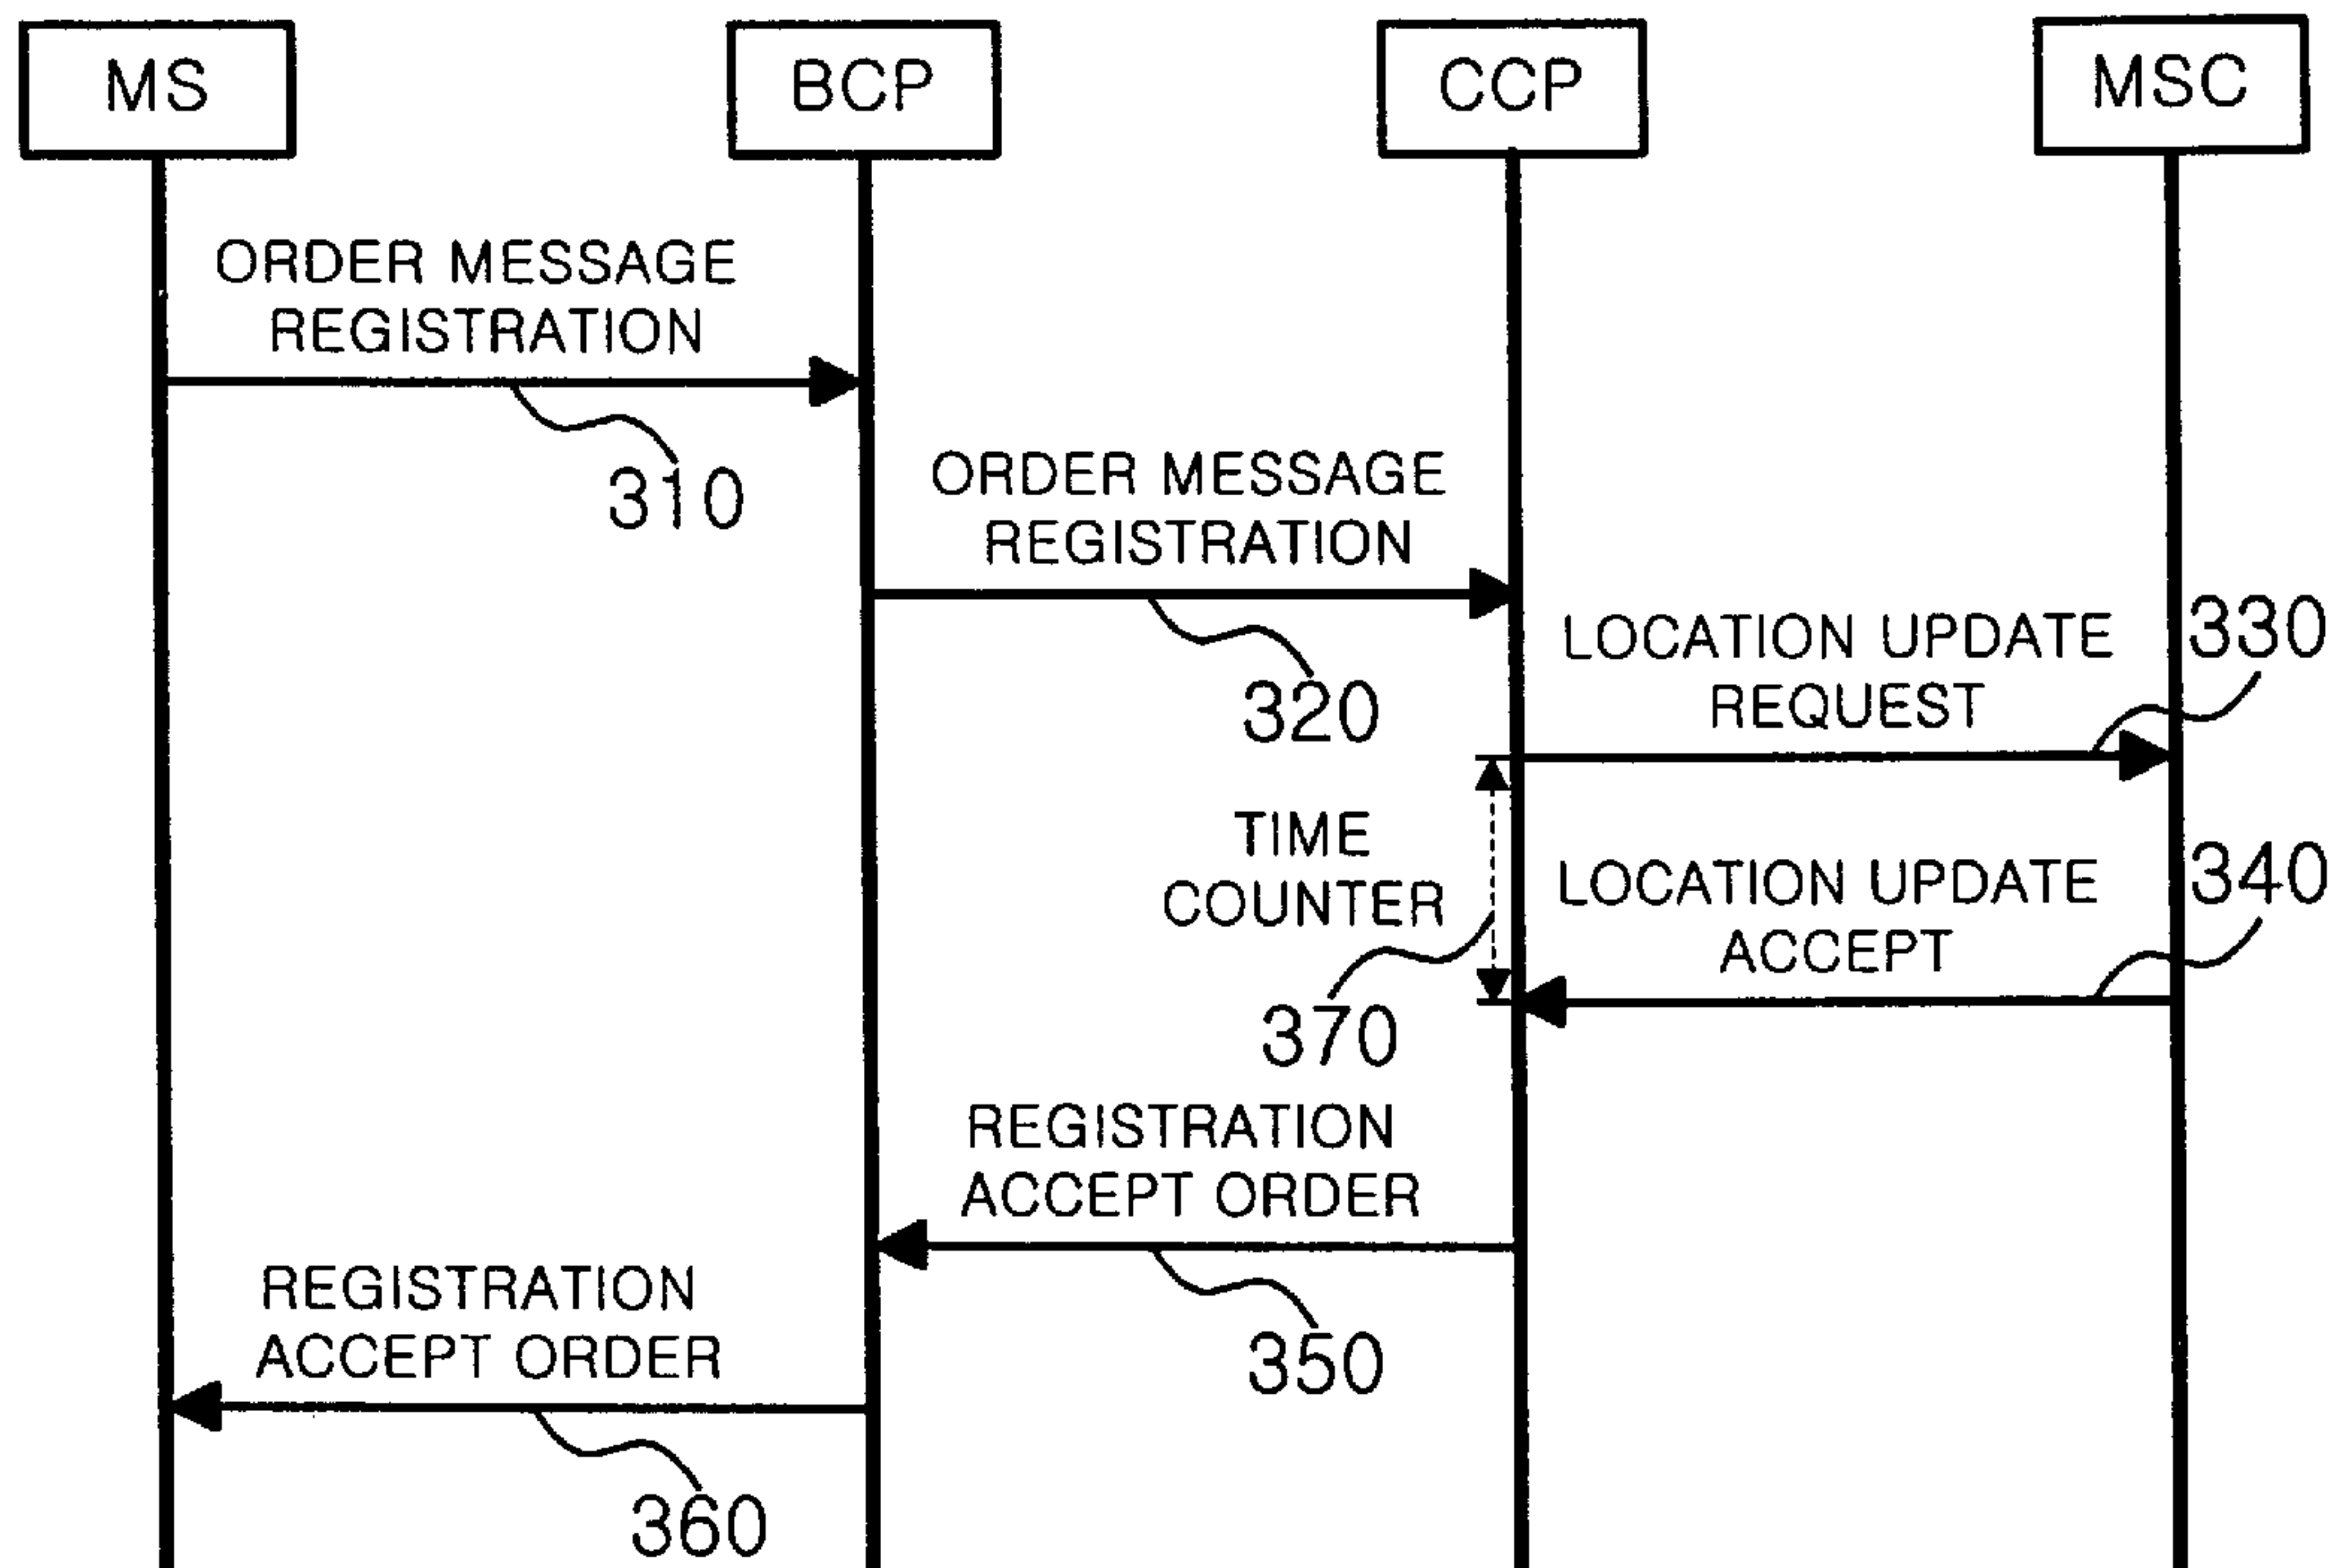 MS
BCP
CCP
MSC
ORDER MESSAGE
REGISTRATION
310
ORDER MESSAGE
REGISTRATION
320
LOCATION UPDATE
REQUEST
330
TIME
COUNTER
370
LOCATION UPDATE
ACCEPT
340
REGISTRATION
ACCEPT ORDER
350
REGISTRATION
ACCEPT ORDER
360